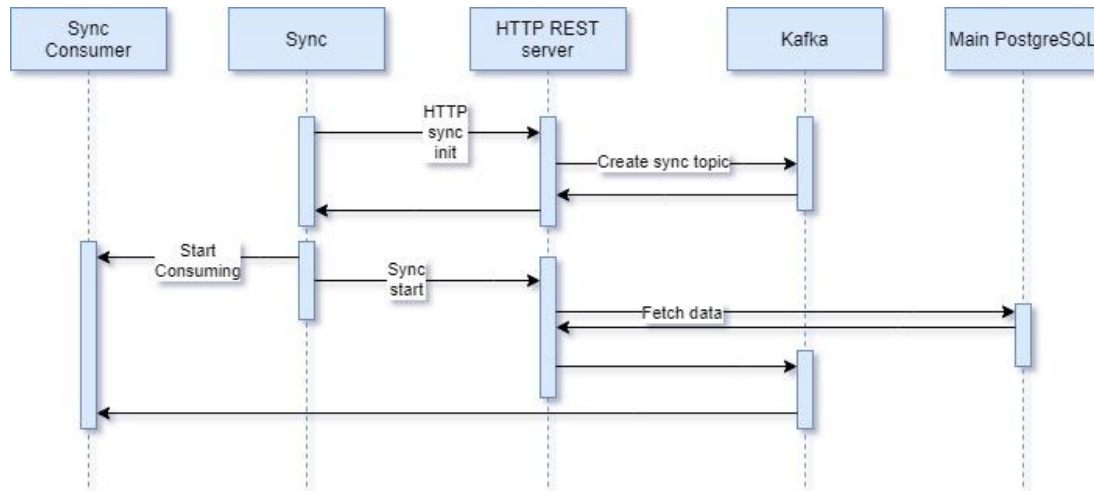 Sync
Consumer
Sync
HTTP REST
server
Kafka
Main PostgreSQL
HTTP
sync
init
Create sync topic
Start
Consuming
Sync
start
Fetch data